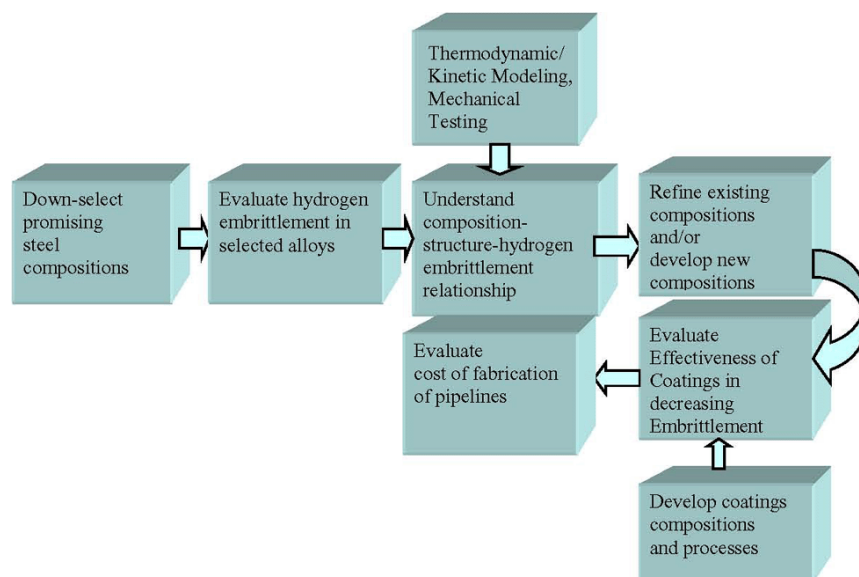 Thermodynamic/
Kinetic Modeling,
Mechanical
Testing
Down-select
promising
steel
compositions
Evaluate hydrogen
embrittlement in
selected alloys
Understand
composition-
structure-hydrogen
embrittlement
relationship
Refine existing
compositions
and/or
develop new
compositions
Evaluate
Effectiveness of
Coatings in
decreasing
Embrittlement
Evaluate
cost of fabrication
of pipelines
Develop coatings
compositions
and processes